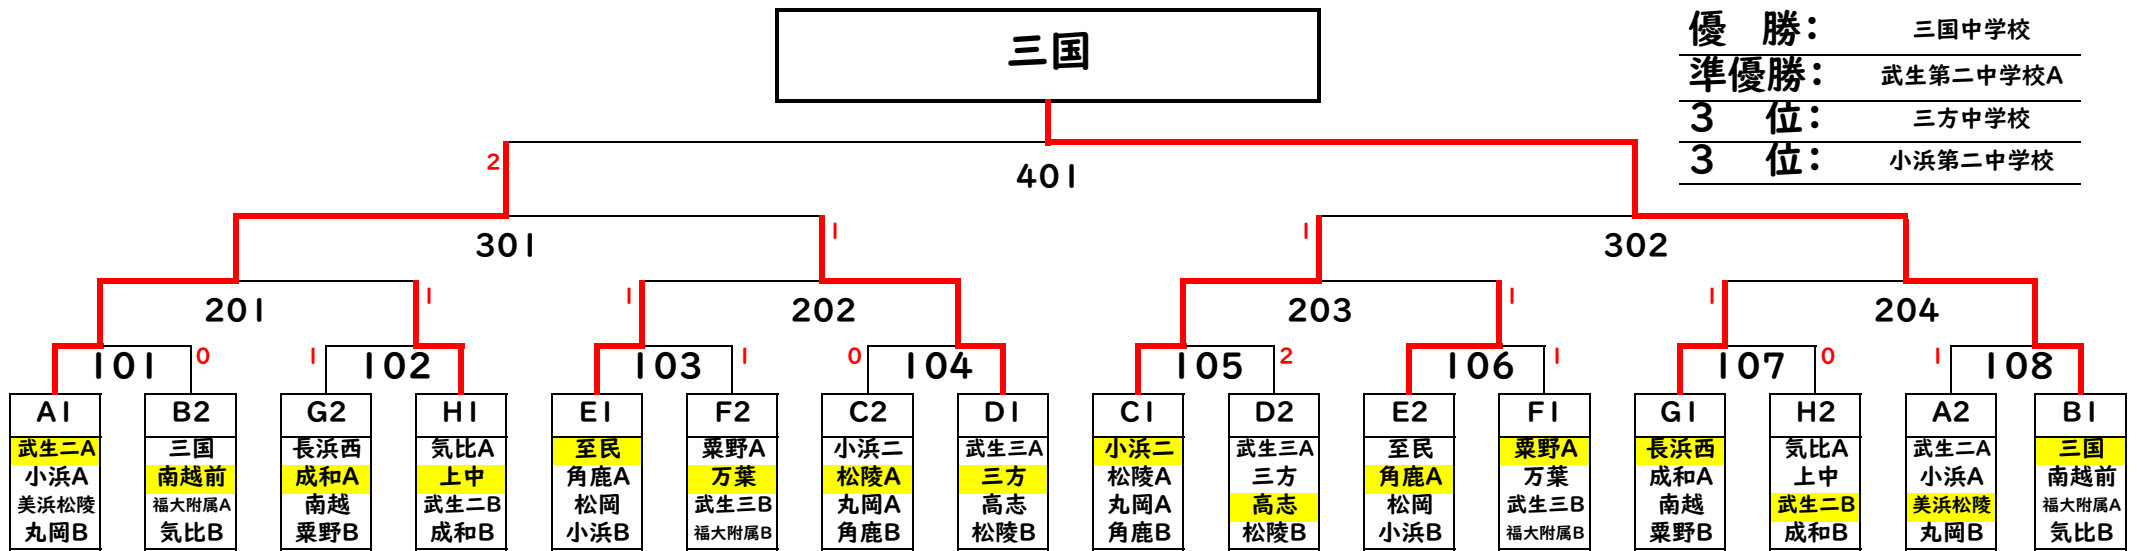 三国
優　勝：　三国中学校
準優勝：　武生第二中学校A
3　位：　三方中学校
3　位：　小浜第二中学校
2
401
301
1
1
302
201
1
1
202
203
1
1
204
101
0
1
102
103
1
0
104
105
2
106
1
107
0
1
108
A1
武生二A
小浜A
美浜松陵
丸岡B
B2
三国
南越前
福大附属A
気比B
G2
長浜西
成和A
南越
粟野B
H1
気比A
上中
武生二B
成和B
E1
至民
角鹿A
松岡
小浜B
F2
粟野A
万葉
武生三B
福大附属B
C2
小浜二
松陵A
丸岡A
角鹿B
D1
武生三A
三方
高志
松陵B
C1
小浜二
松陵A
丸岡A
角鹿B
D2
武生三A
三方
高志
松陵B
E2
至民
角鹿A
松岡
小浜B
F1
粟野A
万葉
武生三B
福大附属B
G1
長浜西
成和A
南越
粟野B
H2
気比A
上中
武生二B
成和B
A2
武生二A
小浜A
美浜松陵
丸岡B
B1
三国
南越前
福大附属A
気比B